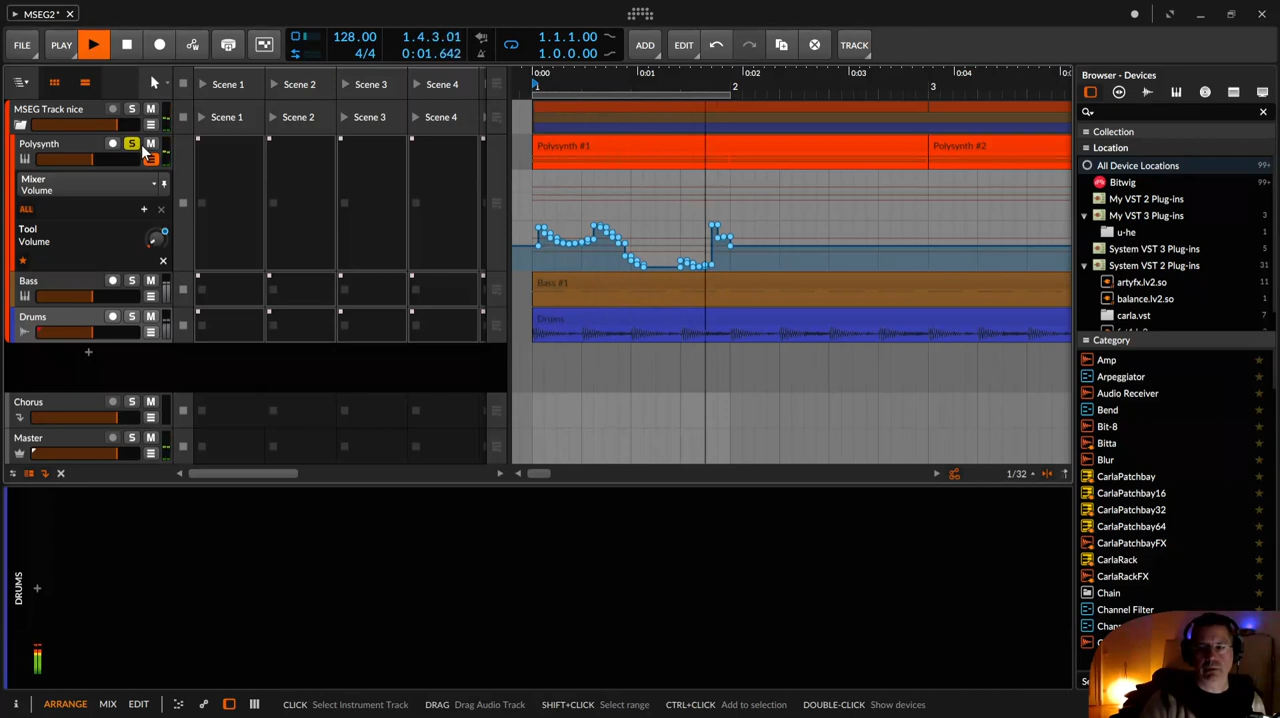 MSEG2*
FILE
PLAY
128.00
4/4
1.4.3.01
0:01.642
1.1.1.00
1.0.0.00
ADD
EDIT
TRACK
Scene 1
Scene 2
Scene 3
Scene 4
0:00
0:01
0:02
0:03
0:04
1
2
3
MSEG Track nice
S
M
Scene 1
Scene 2
Scene 3
Scene 4
Polysynth
S
M
Polysynth #1
Polysynth #2
Mixer
Volume
ALL
Tool
Volume
Bass
S
M
Bass #1
Drums
S
M
Drums
Chorus
S
M
Master
S
M
1/32
DRUMS
Browser - Devices
Collection
Location
All Device Locations
99+
Bitwig
99+
My VST 2 Plug-ins
My VST 3 Plug-ins
u-he
System VST 3 Plug-ins
System VST 2 Plug-ins
artyfx.lv2.so
11
balance.lv2.so
carla.vst
Category
Amp
Arpeggiator
Audio Receiver
Bend
Bit-8
Bitta
Blur
CarlaPatchbay
CarlaPatchbay16
CarlaPatchbay32
CarlaPatchbay64
CarlaPatchbayFX
CarlaRack
CarlaRackFX
Chain
Channel Filter
ARRANGE
MIX
EDIT
CLICK Select Instrument Track
DRAG Drag Audio Track
SHIFT+CLICK Select range
CTRL+CLICK Add to selection
DOUBLE-CLICK Show devices